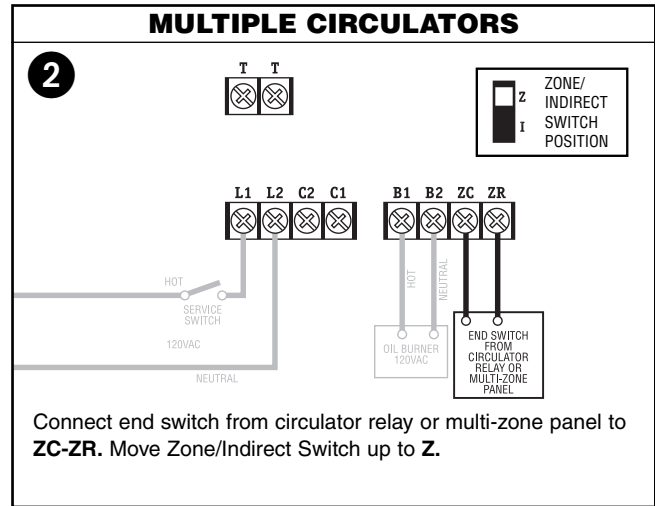 MULTIPLE CIRCULATORS
2
T T
Z
I
ZONE/
INDIRECT
SWITCH
POSITION
L1 L2 C2 C1
B1 B2 ZC ZR
HOT
SERVICE
SWITCH
120VAC
NEUTRAL
HOT
NEUTRAL
OIL BURNER
120VAC
END SWITCH
FROM
CIRCULATOR
RELAY OR
MULTI-ZONE
PANEL
Connect end switch from circulator relay or multi-zone panel to
ZC-ZR. Move Zone/Indirect Switch up to Z.